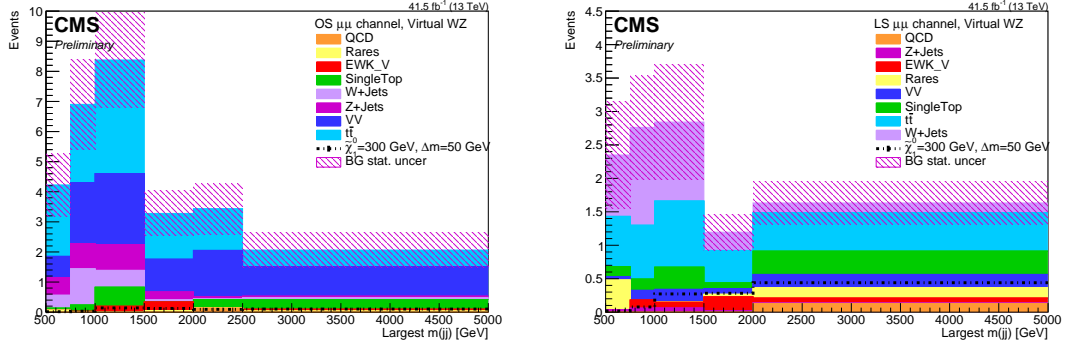 41.5 fb⁻¹ (13 TeV)
Events
CMS
Preliminary
OS μμ channel, Virtual WZ
QCD
Rares
EWK_V
SingleTop
W+Jets
Z+Jets
VV
tt̄
=300 GeV, Δm=50 GeV
BG stat. uncer
10
9
8
7
6
5
4
3
2
1
0
500 1000 1500 2000 2500 3000 3500 4000 4500 5000
Largest m(jj) [GeV]
41.5 fb⁻¹ (13 TeV)
Events
CMS
Preliminary
LS μμ channel, Virtual WZ
QCD
Z+Jets
EWK_V
Rares
VV
SingleTop
tt̄
W+Jets
=300 GeV, Δm=50 GeV
BG stat. uncer
4.5
4
3.5
3
2.5
2
1.5
1
0.5
0
500 1000 1500 2000 2500 3000 3500 4000 4500 5000
Largest m(jj) [GeV]